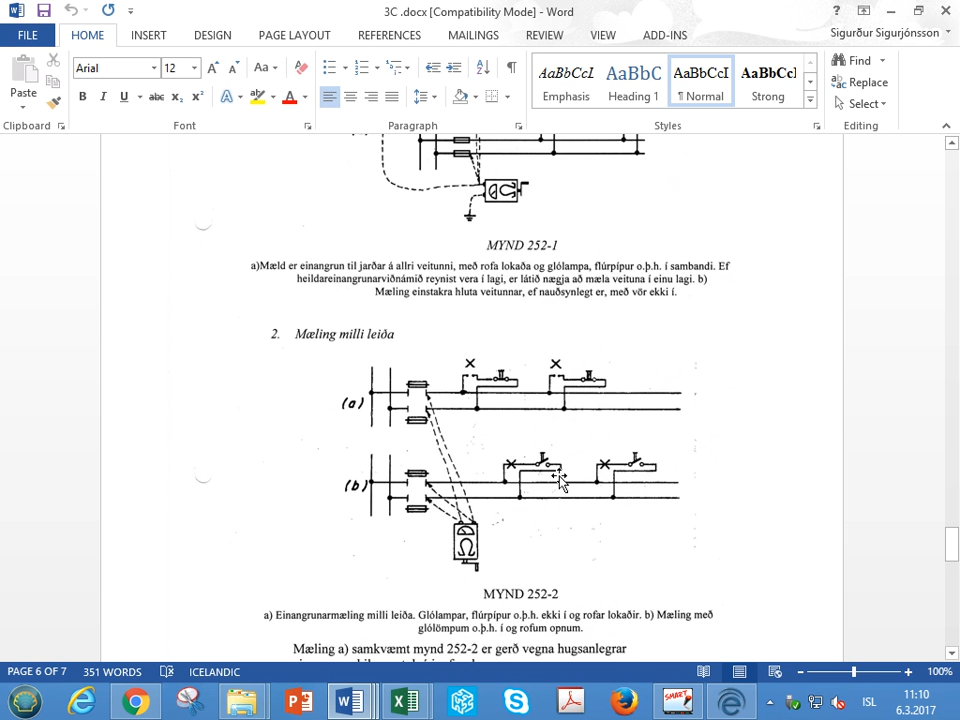 3C .docx [Compatibility Mode] - Word
FILE HOME INSERT DESIGN PAGE LAYOUT REFERENCES MAILINGS REVIEW VIEW ADD-INS Sigurður Sigurjónsson
Arial 12 Aa
AaBbCcI AaBbC AaBbCcI AaBbCcI
Find
Replace
Select
Paste B I U abc x₂ x² A A
Emphasis Heading 1 ¶ Normal Strong
Clipboard Font Paragraph Styles Editing
MYND 252-1
a)Mæld er einangrun til jarðar á allri veitunni, með rofa lokaða og glólampa, flúrpípur o.þ.h. í sambandi. Ef
heildareinangrunarviðnámið reynist vera í lagi, er látið nægja að mæla veituna í einu lagi. b)
Mæling einstakra hluta veitunnar, ef nauðsynlegt er, með vör ekki í.
2. Mæling milli leiða
(a)
(b)
MYND 252-2
a) Einangrunarmæling milli leiða. Glólampar, flúrpípur o.þ.h. ekki í og rofar lokaðir. b) Mæling með
glólömpum o.þ.h. í og rofum opnum.
Mæling a) samkvæmt mynd 252-2 er gerð vegna hugsanlegrar
PAGE 6 OF 7 351 WORDS ICELANDIC 100%
SMART ISL 11:10
6.3.2017